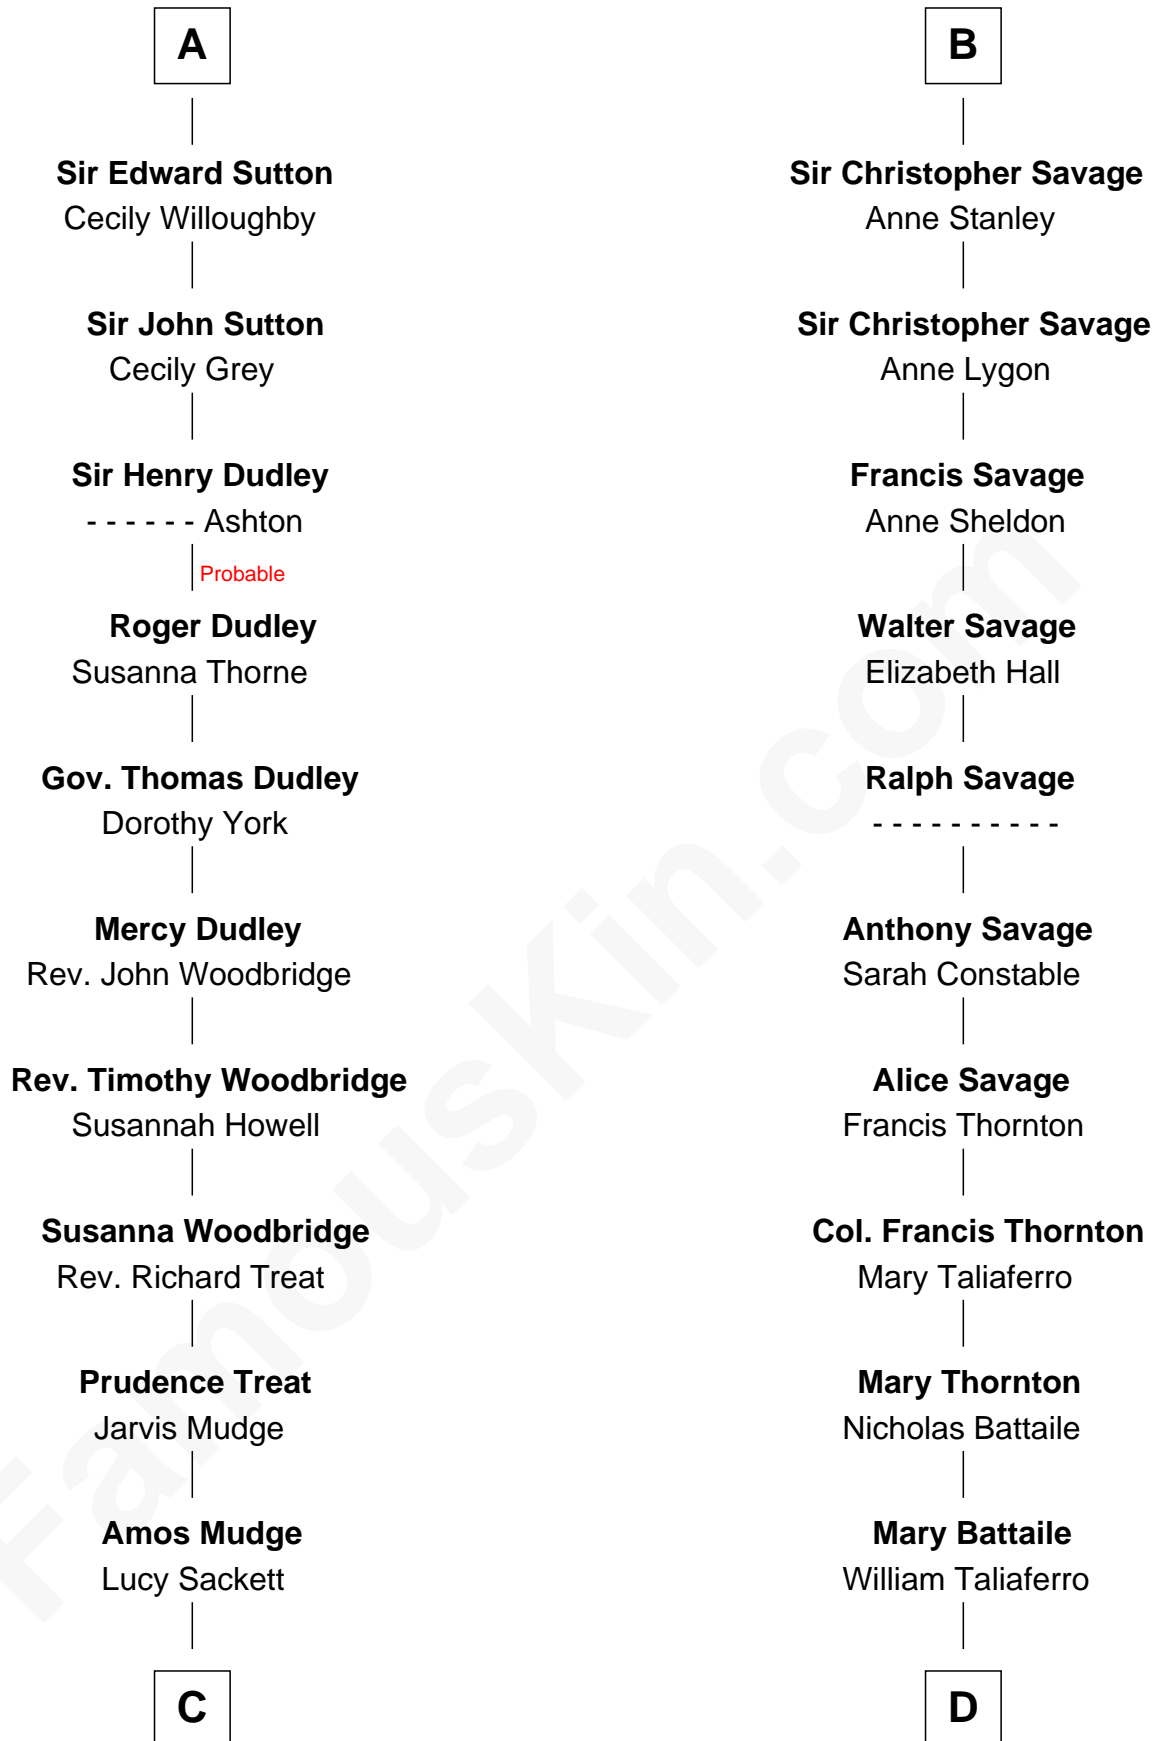 A
Sir Edward Sutton
Cecily Willoughby
Sir John Sutton
Cecily Grey
Sir Henry Dudley
- - - - - - Ashton
Probable
Roger Dudley
Susanna Thorne
Gov. Thomas Dudley
Dorothy York
Mercy Dudley
Rev. John Woodbridge
Rev. Timothy Woodbridge
Susannah Howell
Susanna Woodbridge
Rev. Richard Treat
Prudence Treat
Jarvis Mudge
Amos Mudge
Lucy Sackett
C
B
Sir Christopher Savage
Anne Stanley
Sir Christopher Savage
Anne Lygon
Francis Savage
Anne Sheldon
Walter Savage
Elizabeth Hall
Ralph Savage
- - - - - - - - - -
Anthony Savage
Sarah Constable
Alice Savage
Francis Thornton
Col. Francis Thornton
Mary Taliaferro
Mary Thornton
Nicholas Battaile
Mary Battaile
William Taliaferro
D
FamousKin.com